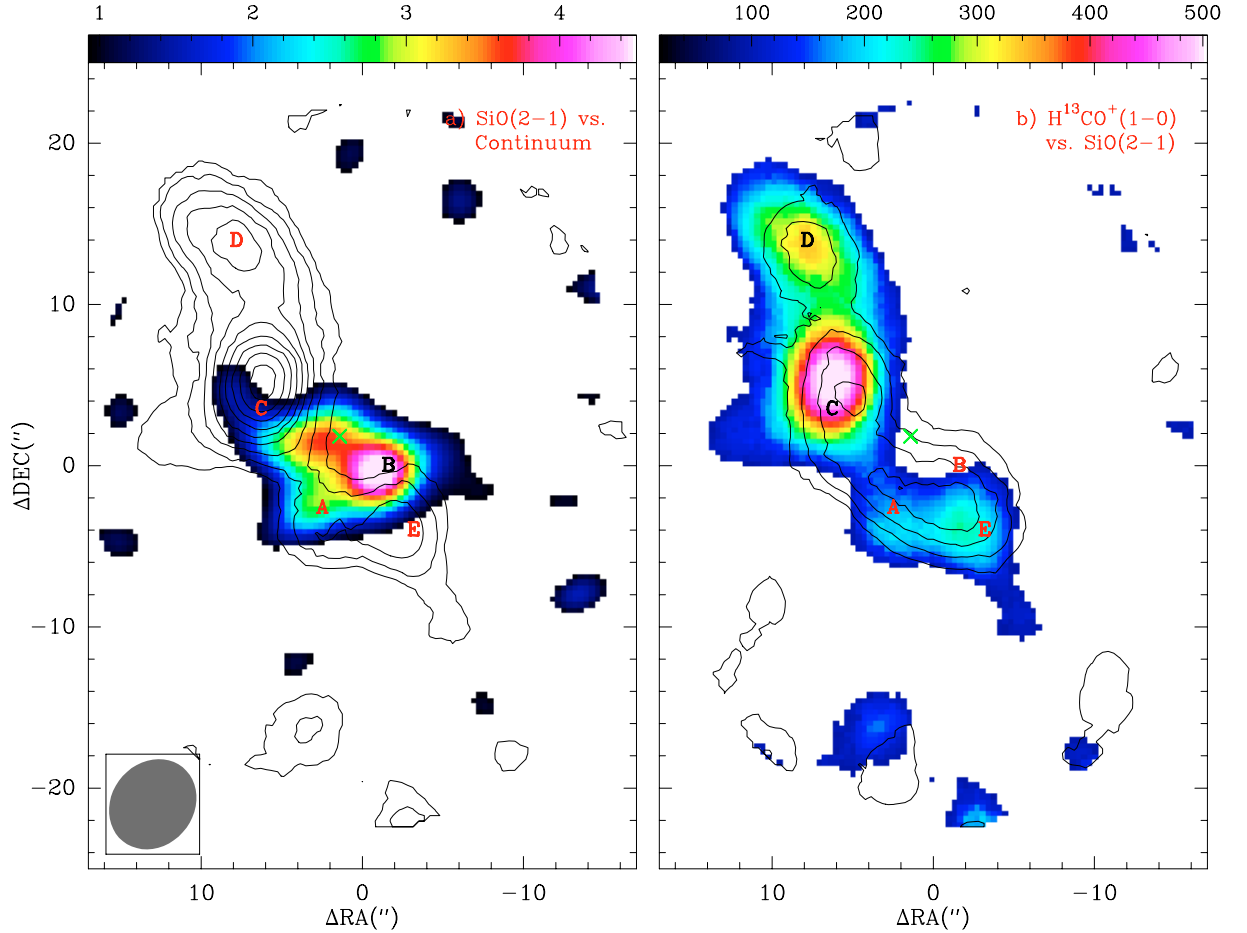 1 2 3 4 100 200 300 400 500
a) SiO(2−1) vs.
Continuum
b) H¹³CO⁺(1−0)
vs. SiO(2−1)
20
10
0
−10
−20
ΔDEC(″)
D
C
B
A
E
D
C
B
A
E
10 0 −10 10 0 −10
ΔRA(″) ΔRA(″)